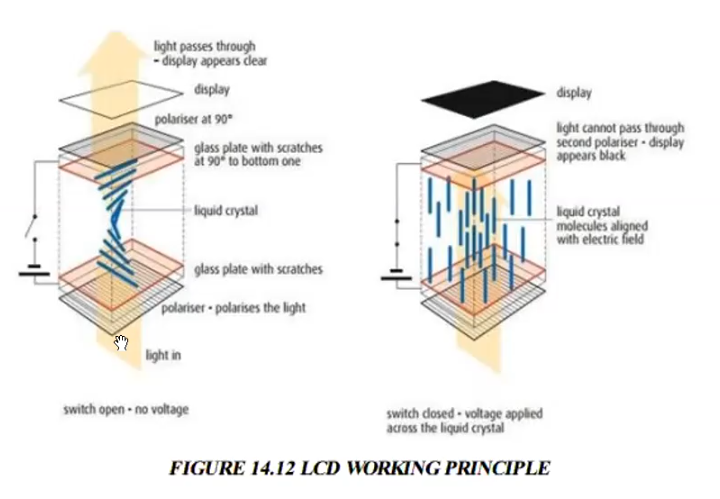 light passes through
- display appears clear
display
polariser at 90°
glass plate with scratches
at 90° to bottom one
liquid crystal
glass plate with scratches
polariser - polarises the light
light in
switch open - no voltage
display
light cannot pass through
second polariser - display
appears black
liquid crystal
molecules aligned
with electric field
switch closed - voltage applied
across the liquid crystal
FIGURE 14.12 LCD WORKING PRINCIPLE